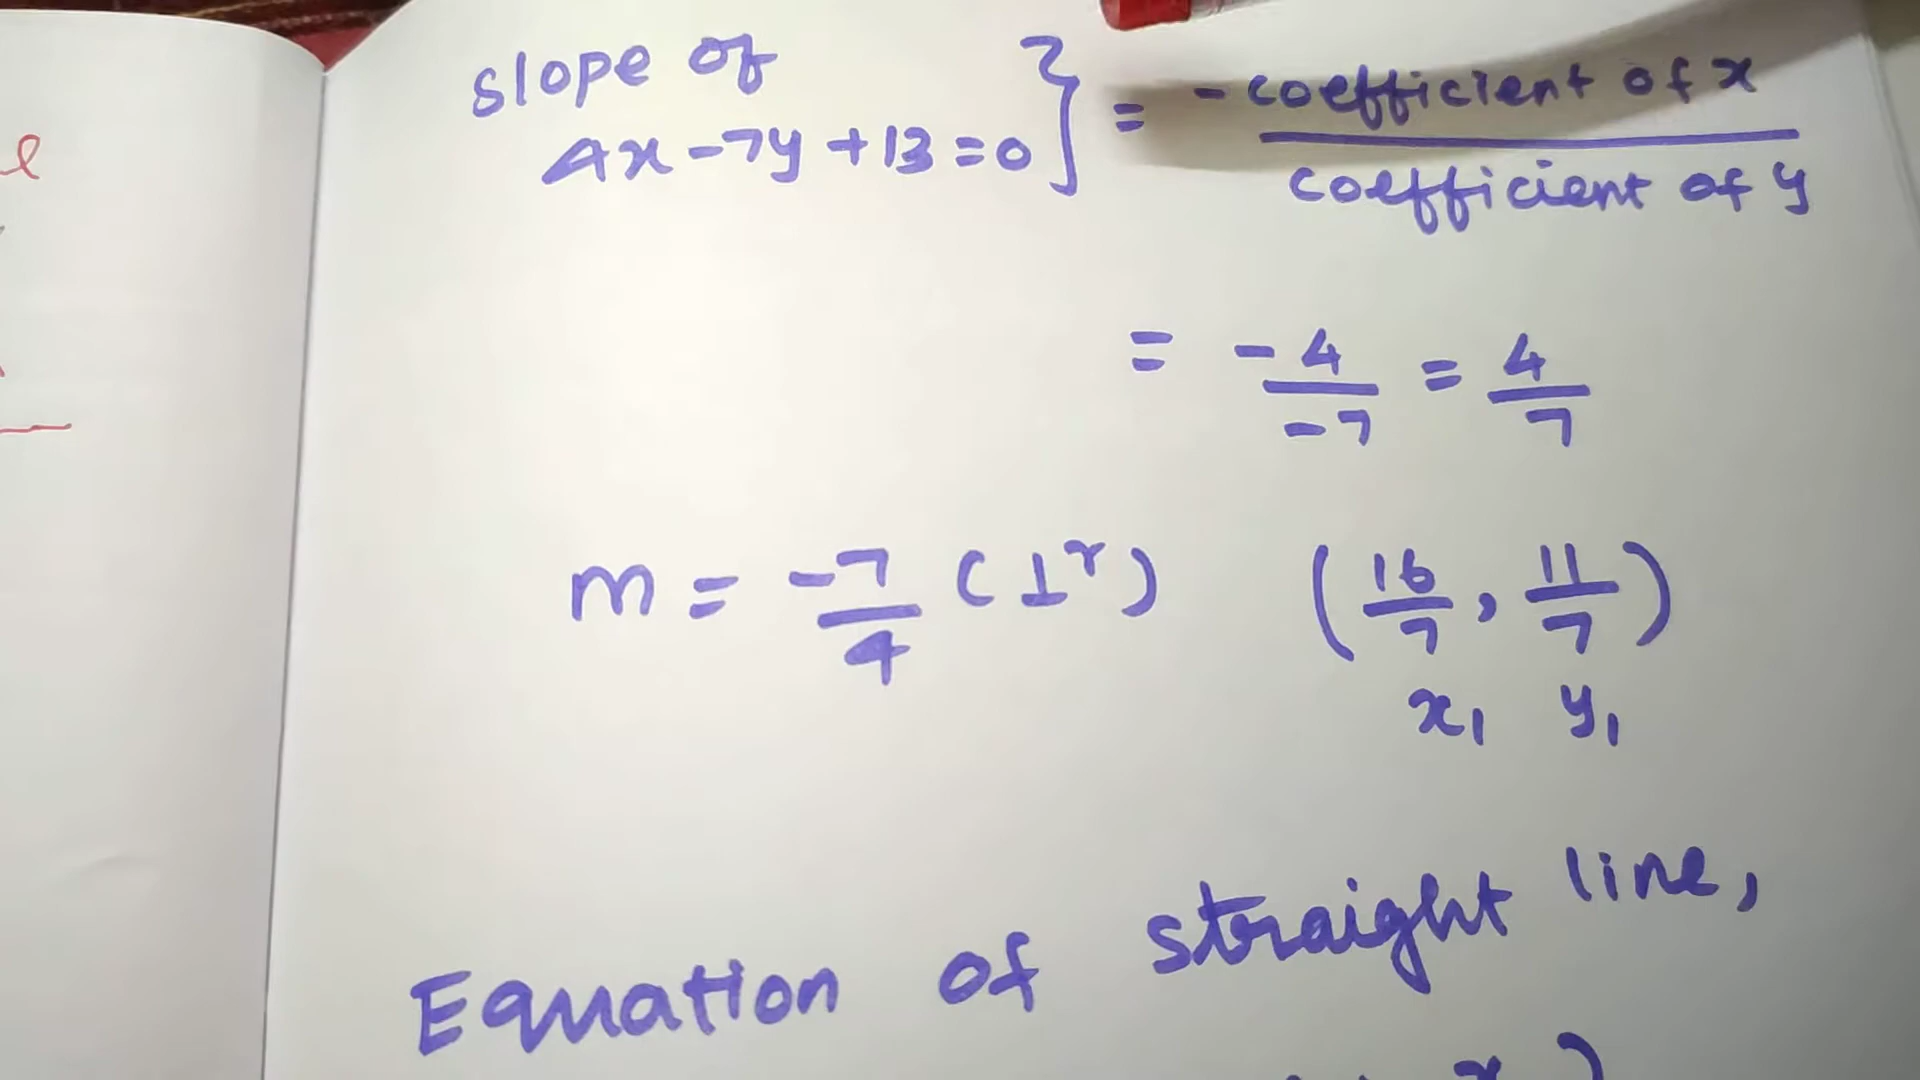 slope of
4x-7y+13=0} = -coefficient of x / coefficient of y
= -4/-7 = 4/7
m = -7/4 (⊥r) (16/7, 11/7)
x1 y1
Equation of straight line,